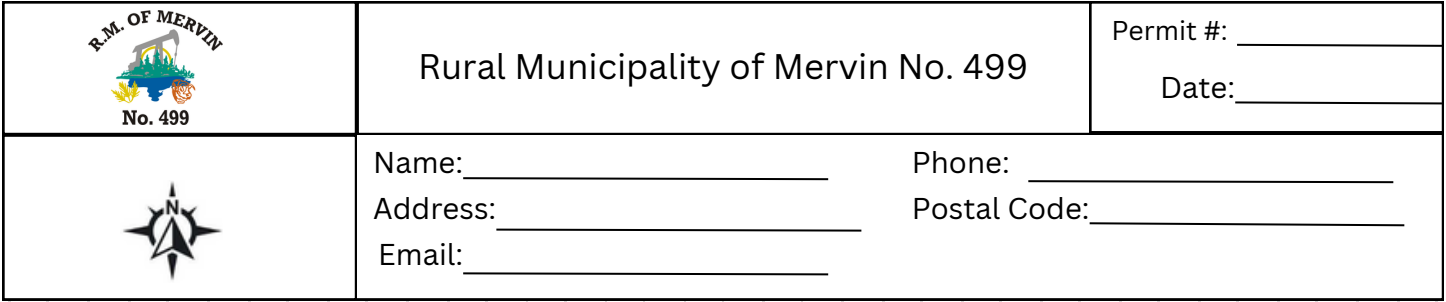 R.M. OF MERVIN
No. 499
Rural Municipality of Mervin No. 499
Permit #:
Date:
N
Name:
Phone:
Address:
Postal Code:
Email: